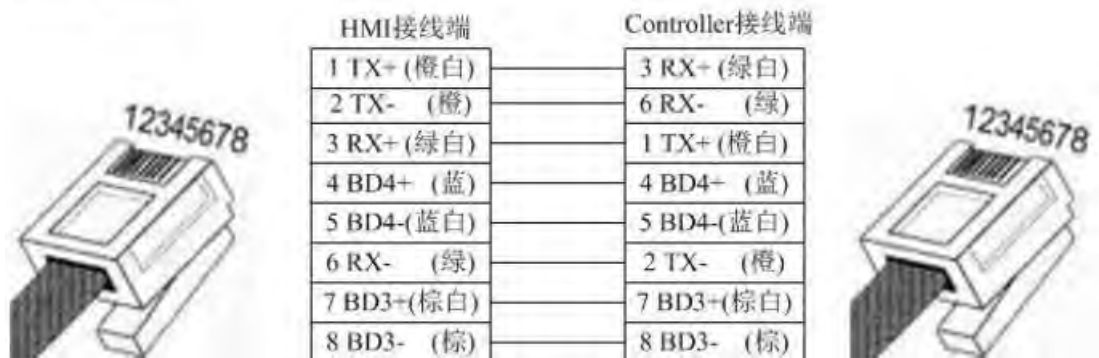 HMI接线端 Controller接线端
1 TX+ (橙白) 3 RX+ (绿白)
2 TX- (橙) 6 RX- (绿)
3 RX+ (绿白) 1 TX+ (橙白)
4 BD4+ (蓝) 4 BD4+ (蓝)
5 BD4-(蓝白) 5 BD4-(蓝白)
6 RX- (绿) 2 TX- (橙)
7 BD3+(棕白) 7 BD3+(棕白)
8 BD3- (棕) 8 BD3- (棕)
12345678
12345678